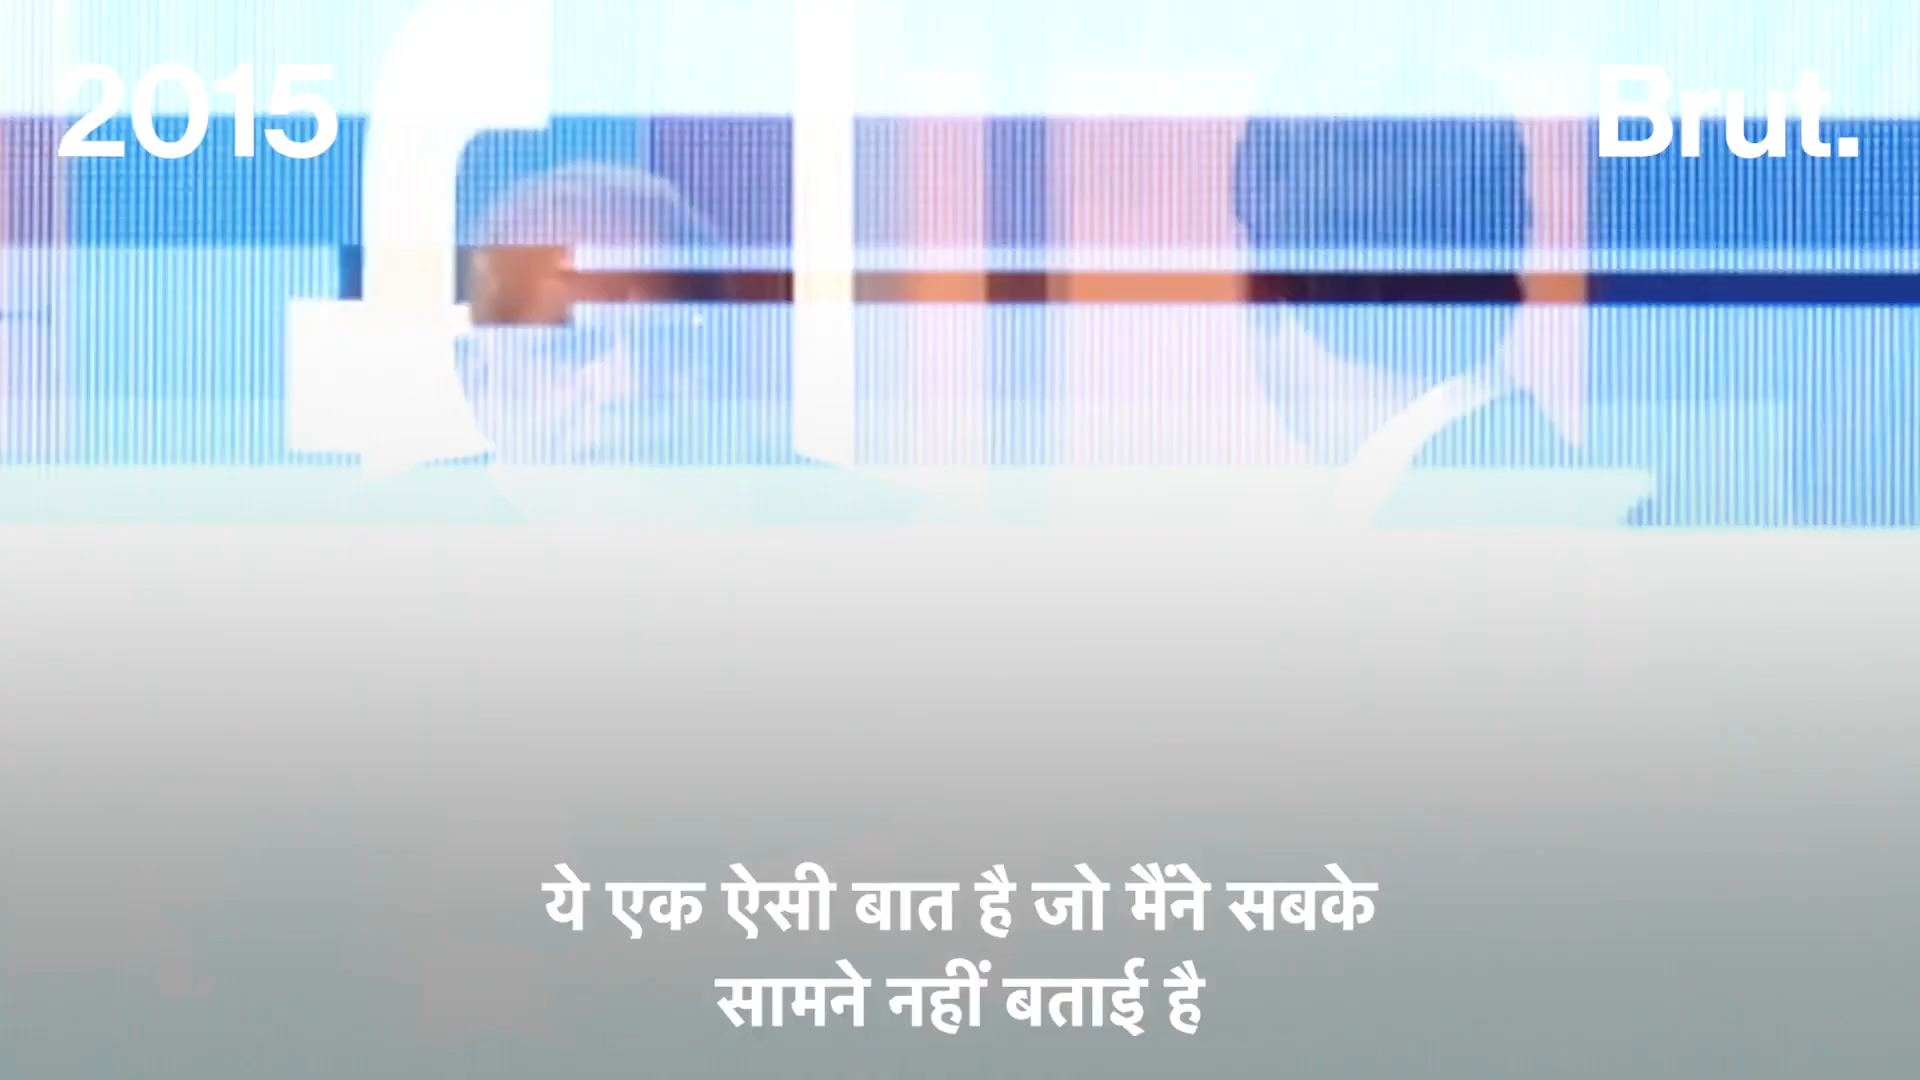 2015
Brut.
ये एक ऐसी बात है जो मैंने सबके
सामने नहीं बताई है